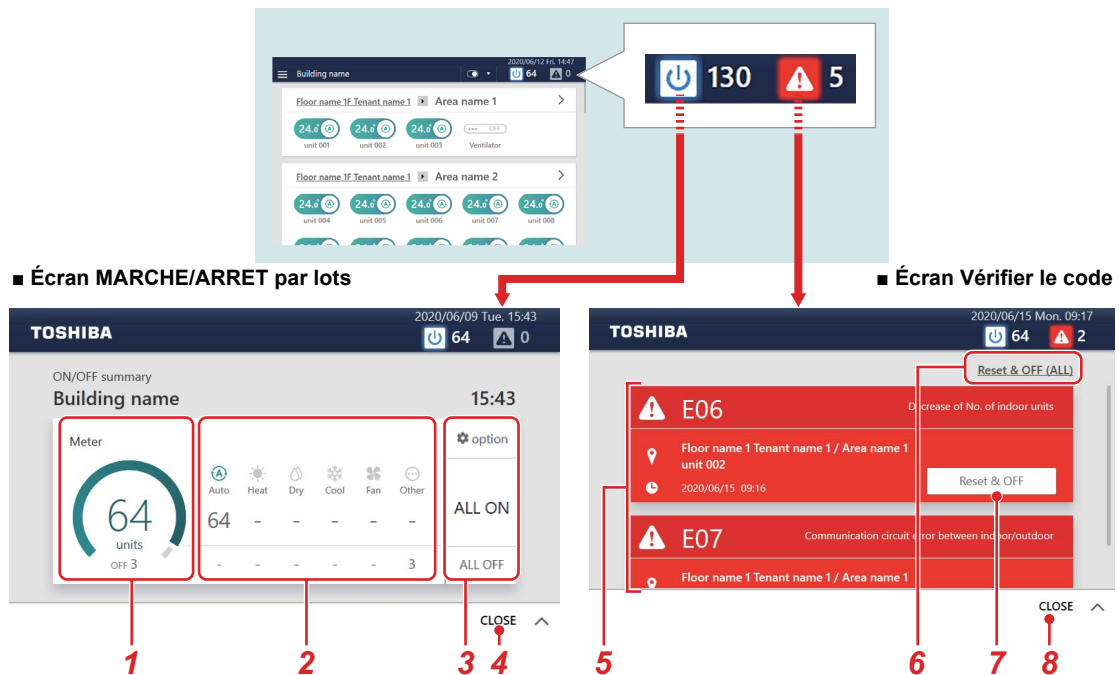 2020/06/12 Fri. 14:47
Building name 64 0
Floor name 1F Tenant name 1 Area name 1
24.0 A 24.0 A 24.0 A OFF
unit 001 unit 002 unit 003 Ventilator
Floor name 1F Tenant name 1 Area name 2
24.0 A 24.0 A 24.0 A 24.0 A 24.0 A
unit 004 unit 005 unit 006 unit 007 unit 008
130 5
■ Écran MARCHE/ARRET par lots
2020/06/09 Tue. 15:43
TOSHIBA 64 0
ON/OFF summary
Building name 15:43
Meter
64
units
OFF 3
A
Auto Heat Dry Cool Fan Other
64 - - - - -
- - - - - 3
option
ALL ON
ALL OFF
CLOSE
1 2 3 4
■ Écran Vérifier le code
2020/06/15 Mon. 09:17
TOSHIBA 64 2
Reset & OFF (ALL)
E06 Decrease of No. of indoor units
Floor name 1 Tenant name 1 / Area name 1
unit 002
2020/06/15 09:16
Reset & OFF
E07 Communication circuit error between indoor/outdoor
Floor name 1 Tenant name 1 / Area name 1
CLOSE
5 6 7 8